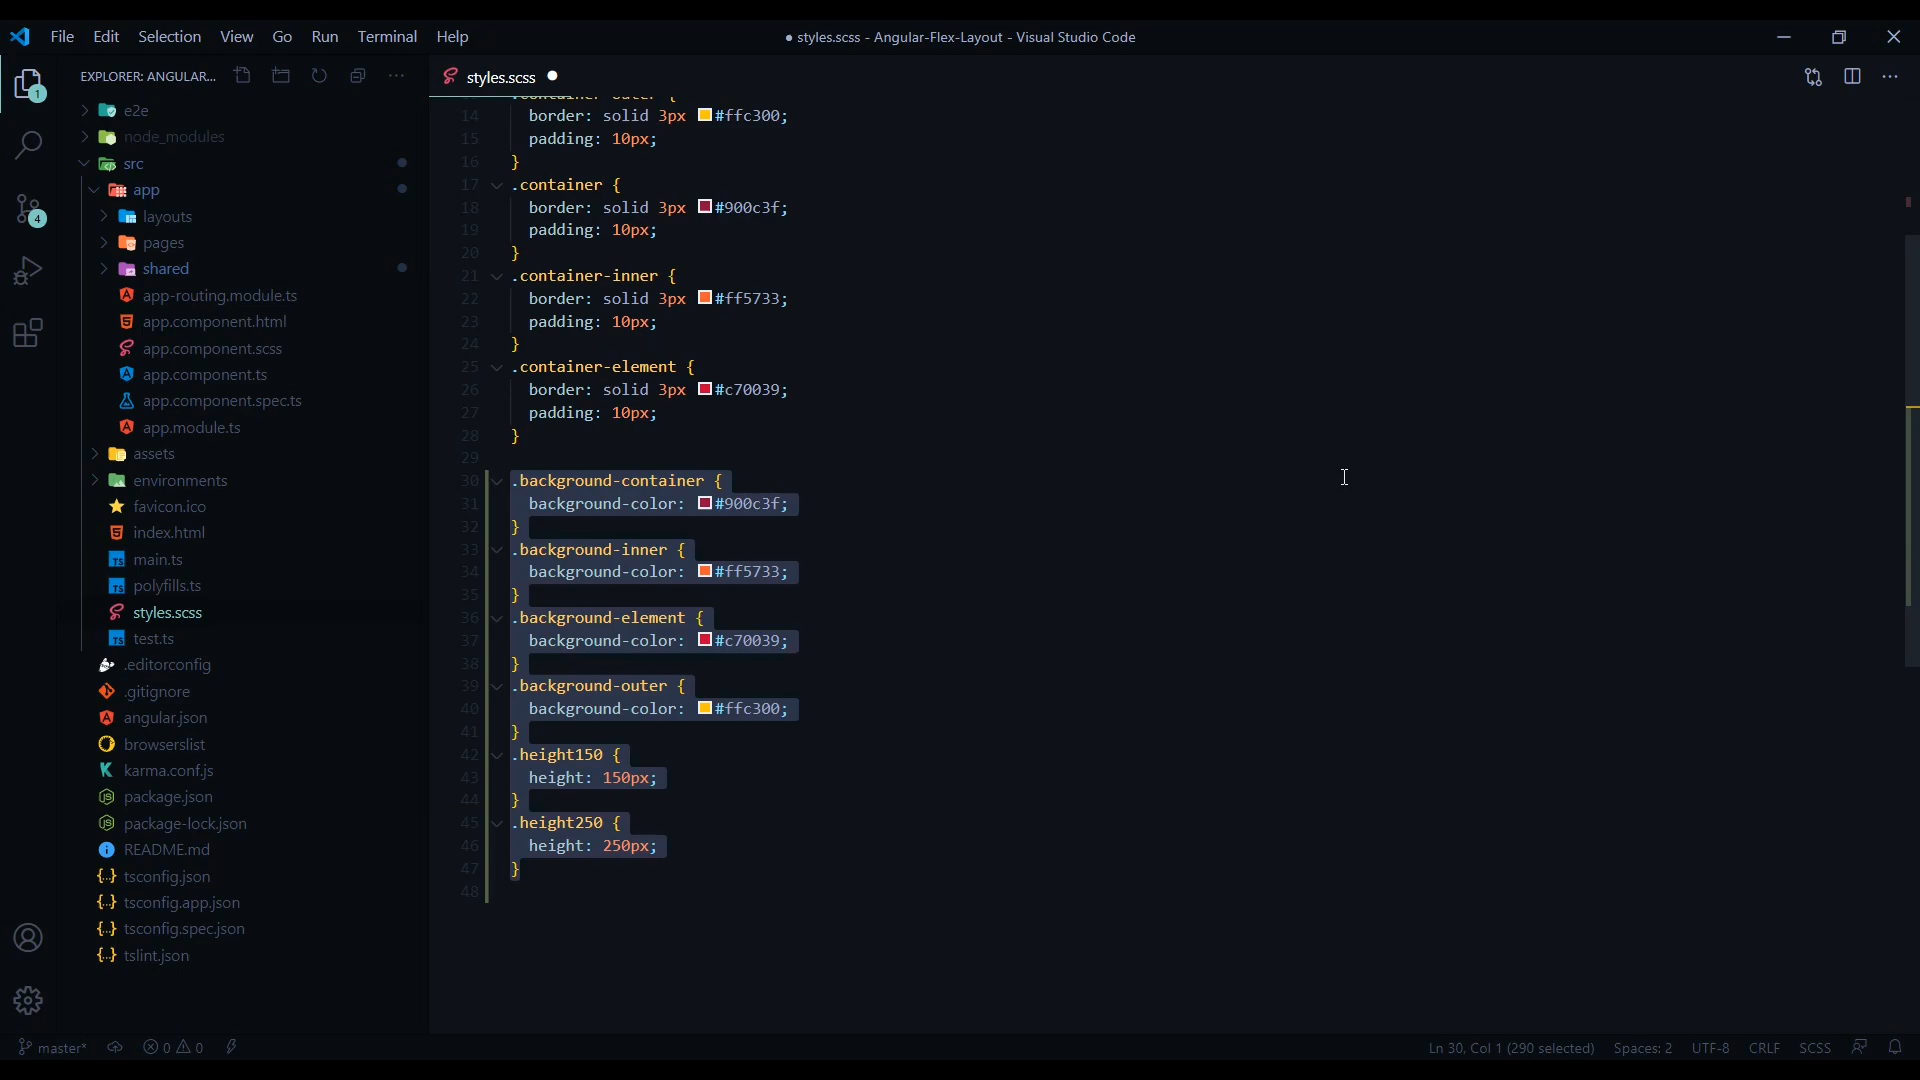 File Edit Selection View Go Run Terminal Help
● styles.scss - Angular-Flex-Layout - Visual Studio Code
EXPLORER: ANGULAR...
1
4
e2e
node_modules
src
app
layouts
pages
shared
app-routing.module.ts
app.component.html
app.component.scss
app.component.ts
app.component.spec.ts
app.module.ts
assets
environments
favicon.ico
index.html
main.ts
polyfills.ts
styles.scss
test.ts
.editorconfig
.gitignore
angular.json
browserslist
karma.conf.js
package.json
package-lock.json
README.md
tsconfig.json
tsconfig.app.json
tsconfig.spec.json
tslint.json
styles.scss
.container-outer {
14 border: solid 3px #ffc300;
15 padding: 10px;
16 }
17 .container {
18 border: solid 3px #900c3f;
19 padding: 10px;
20 }
21 .container-inner {
22 border: solid 3px #ff5733;
23 padding: 10px;
24 }
25 .container-element {
26 border: solid 3px #c70039;
27 padding: 10px;
28 }
29
30 .background-container {
31 background-color: #900c3f;
32 }
33 .background-inner {
34 background-color: #ff5733;
35 }
36 .background-element {
37 background-color: #c70039;
38 }
39 .background-outer {
40 background-color: #ffc300;
41 }
42 .height150 {
43 height: 150px;
44 }
45 .height250 {
46 height: 250px;
47 }
48
master* 0 0
Ln 30, Col 1 (290 selected) Spaces: 2 UTF-8 CRLF SCSS